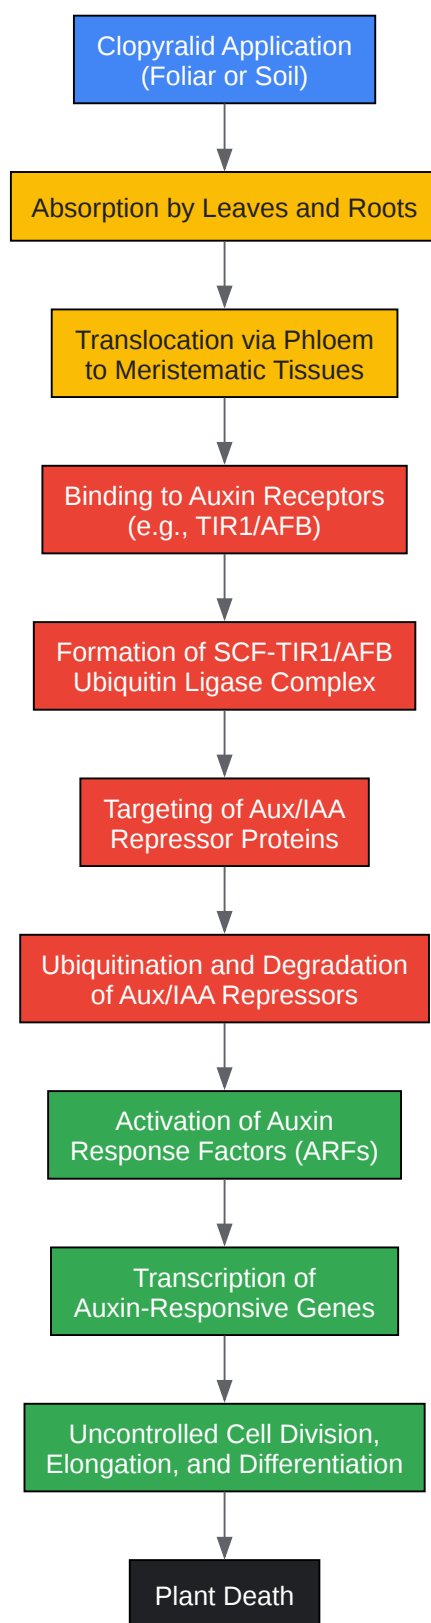 Clopyralid Application
(Foliar or Soil)
Absorption by Leaves and Roots
Translocation via Phloem
to Meristematic Tissues
Binding to Auxin Receptors
(e.g., TIR1/AFB)
Formation of SCF-TIR1/AFB
Ubiquitin Ligase Complex
Targeting of Aux/IAA
Repressor Proteins
Ubiquitination and Degradation
of Aux/IAA Repressors
Activation of Auxin
Response Factors (ARFs)
Transcription of
Auxin-Responsive Genes
Uncontrolled Cell Division,
Elongation, and Differentiation
Plant Death